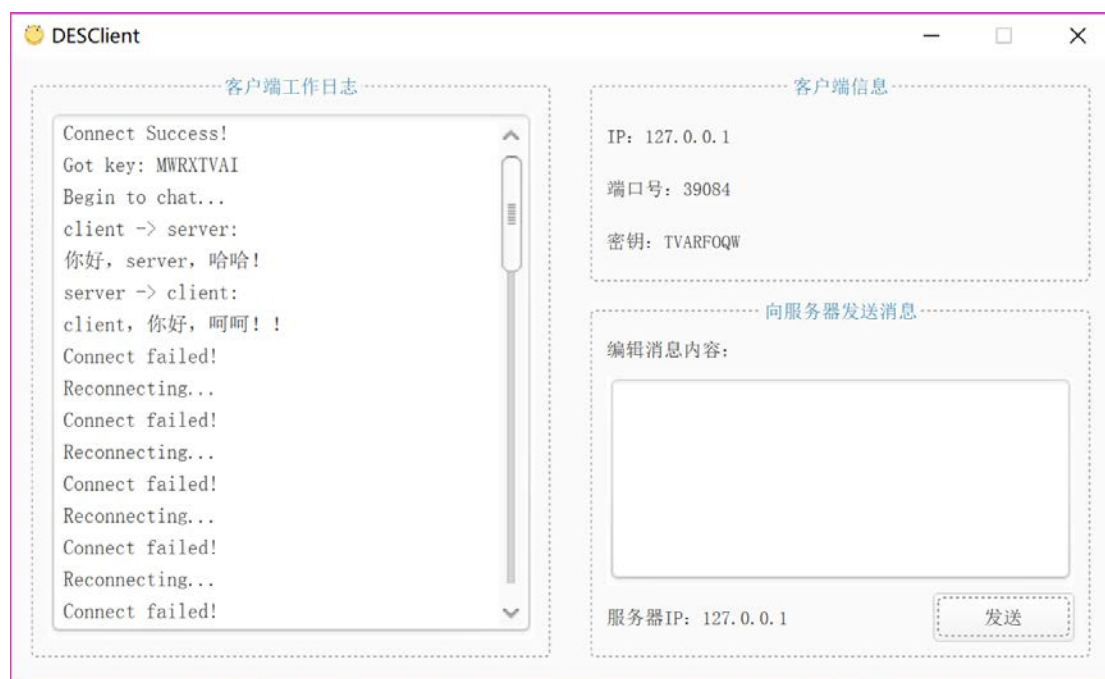 DESClient
客户端工作日志
Connect Success!
Got key: MWRXTVAI
Begin to chat...
client -> server:
你好，server，哈哈！
server -> client:
client，你好，呵呵！！
Connect failed!
Reconnecting...
Connect failed!
Reconnecting...
Connect failed!
Reconnecting...
Connect failed!
Reconnecting...
Connect failed!
客户端信息
IP：127.0.0.1
端口号：39084
密钥：TVARFOQW
向服务器发送消息
编辑消息内容：
服务器IP：127.0.0.1
发送